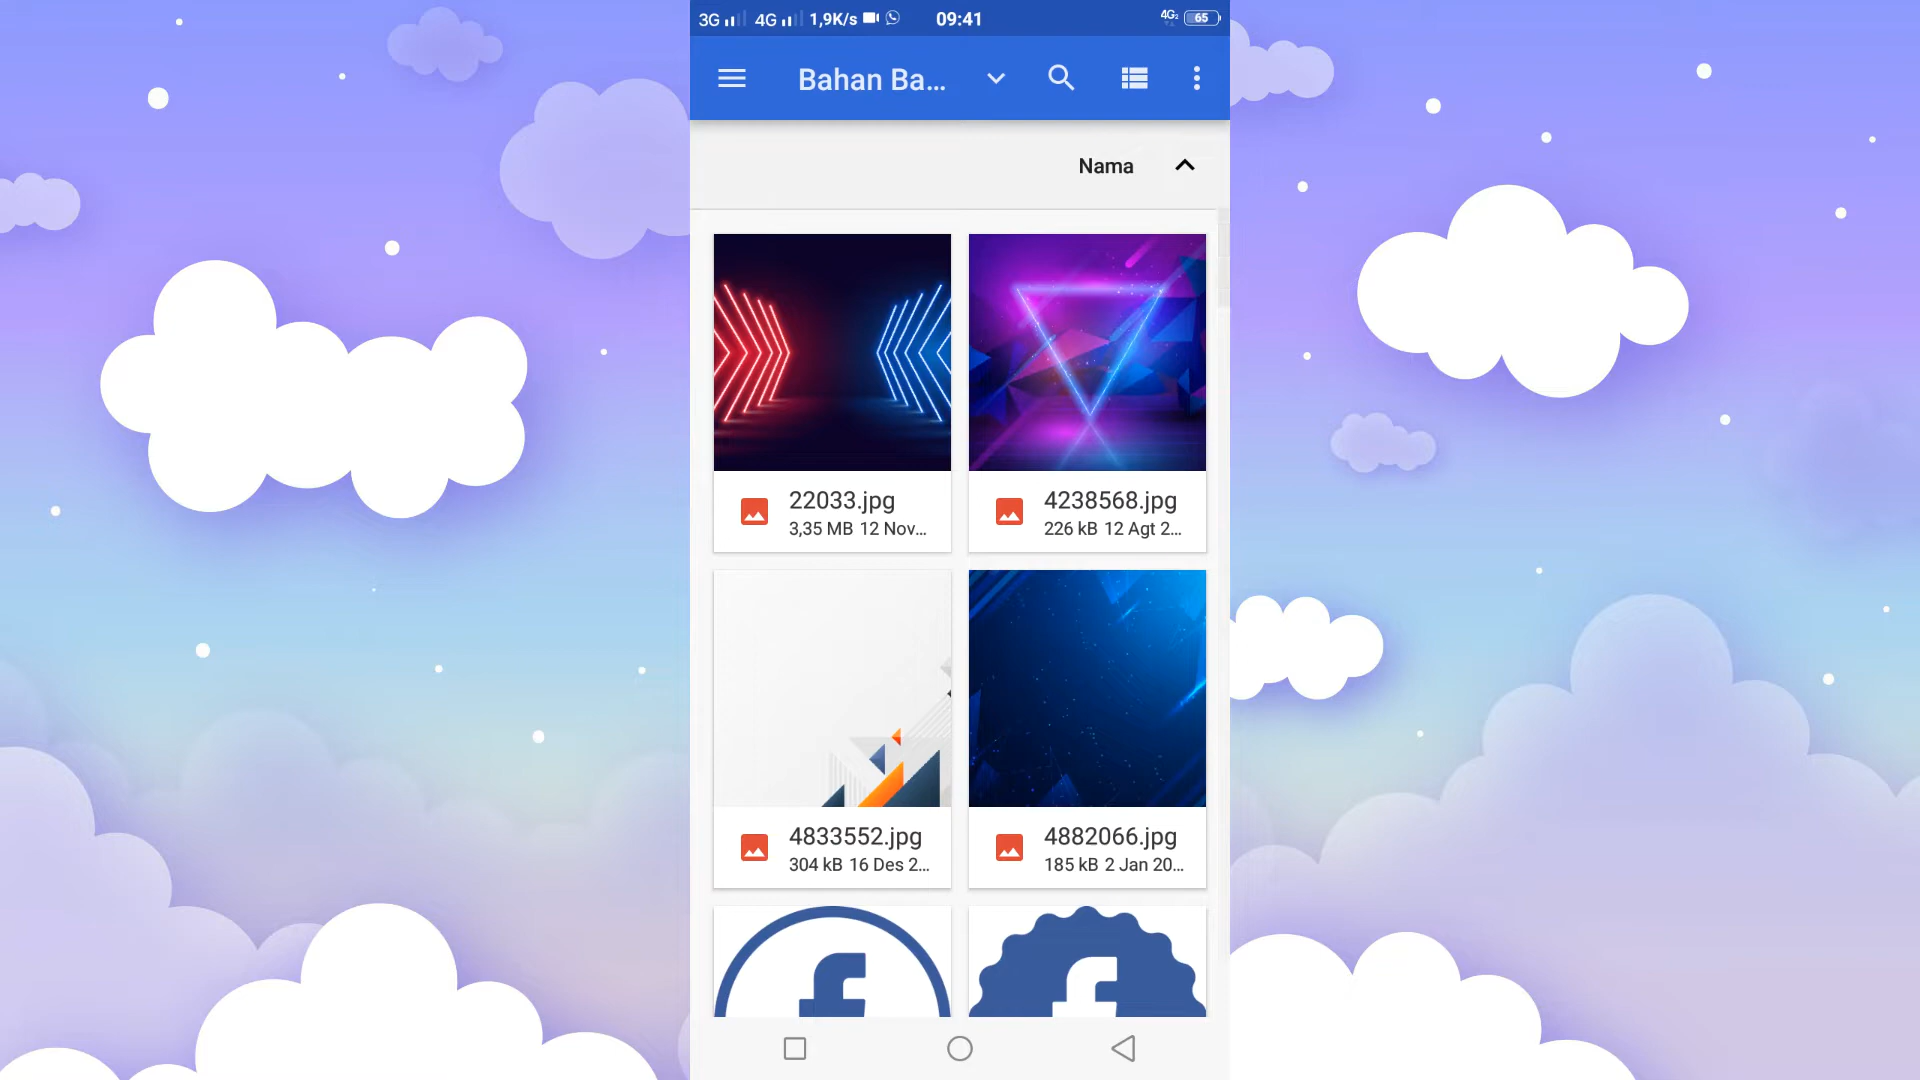 3G 4G 1,9K/s 09:41 4G 65
Bahan Ba...
Nama
22033.jpg
3,35 MB 12 Nov...
4238568.jpg
226 kB 12 Agt 2...
4833552.jpg
304 kB 16 Des 2...
4882066.jpg
185 kB 2 Jan 20...